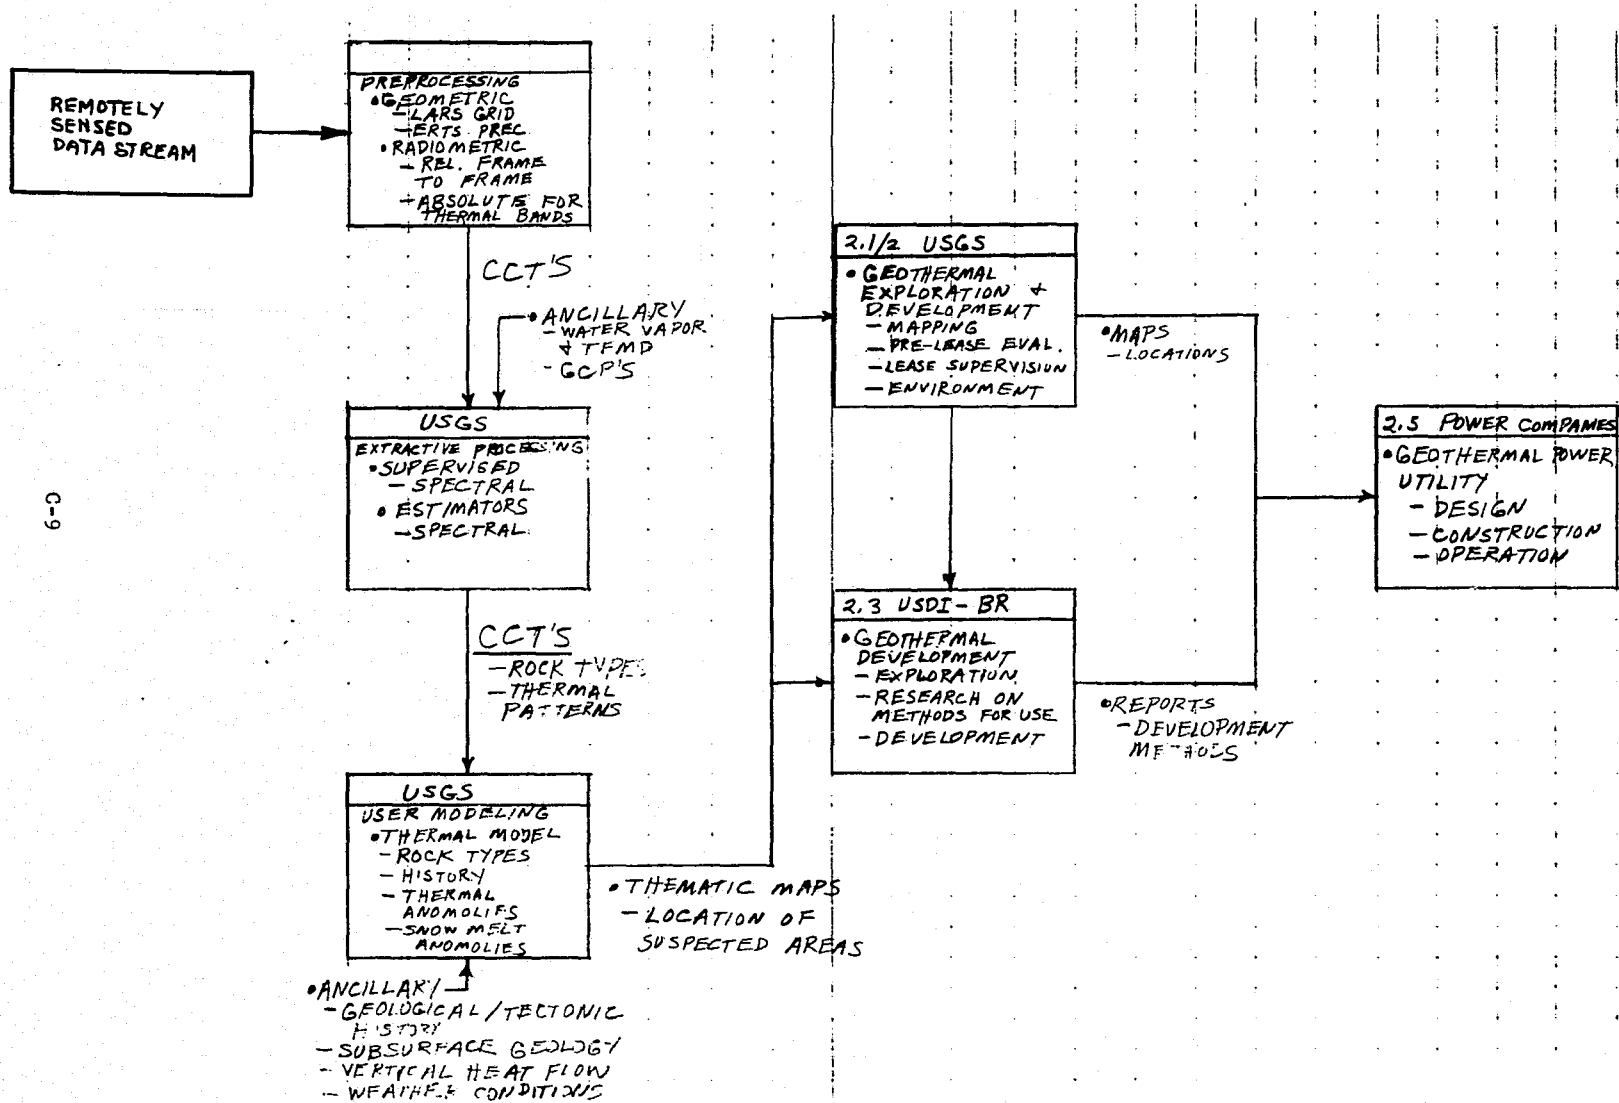 REMOTELY
SENSED
DATA STREAM
PREPROCESSING
•GEOMETRIC
-LARS GRID
-ERTS PREC.
•RADIOMETRIC
- REL. FRAME
TO FRAME
-ABSOLUTE FOR
THERMAL BANDS
CCT'S
•ANCILLARY
-WATER VAPOR
& TFMD
-GCP'S
USGS
EXTRACTIVE PROCESSING
•SUPERVISED
- SPECTRAL
• ESTIMATORS
-SPECTRAL
CCT'S
-ROCK TYPES
-THERMAL
PATTERNS
USGS
USER MODELING
•THERMAL MODEL
-ROCK TYPES
- HISTORY
- THERMAL
ANOMOLIES
-SNOW MELT
ANOMOLIES
•ANCILLARY
-GEOLOGICAL/TECTONIC
HISTORY
-SUBSURFACE GEOLOGY
-VERTICAL HEAT FLOW
-WEATHER CONDITIONS
•THEMATIC MAPS
-LOCATION OF
SUSPECTED AREAS
2.1/2 USGS
•GEOTHERMAL
EXPLORATION &
DEVELOPMENT
-MAPPING
-PRE-LEASE EVAL.
-LEASE SUPERVISION
-ENVIRONMENT
•MAPS
-LOCATIONS
2.3 USDI-BR
•GEOTHERMAL
DEVELOPMENT
-EXPLORATION
-RESEARCH ON
METHODS FOR USE
-DEVELOPMENT
•REPORTS
-DEVELOPMENT
METHODS
2.5 POWER COMPANIES
•GEOTHERMAL POWER
UTILITY
- DESIGN
-CONSTRUCTION
-OPERATION
C-9